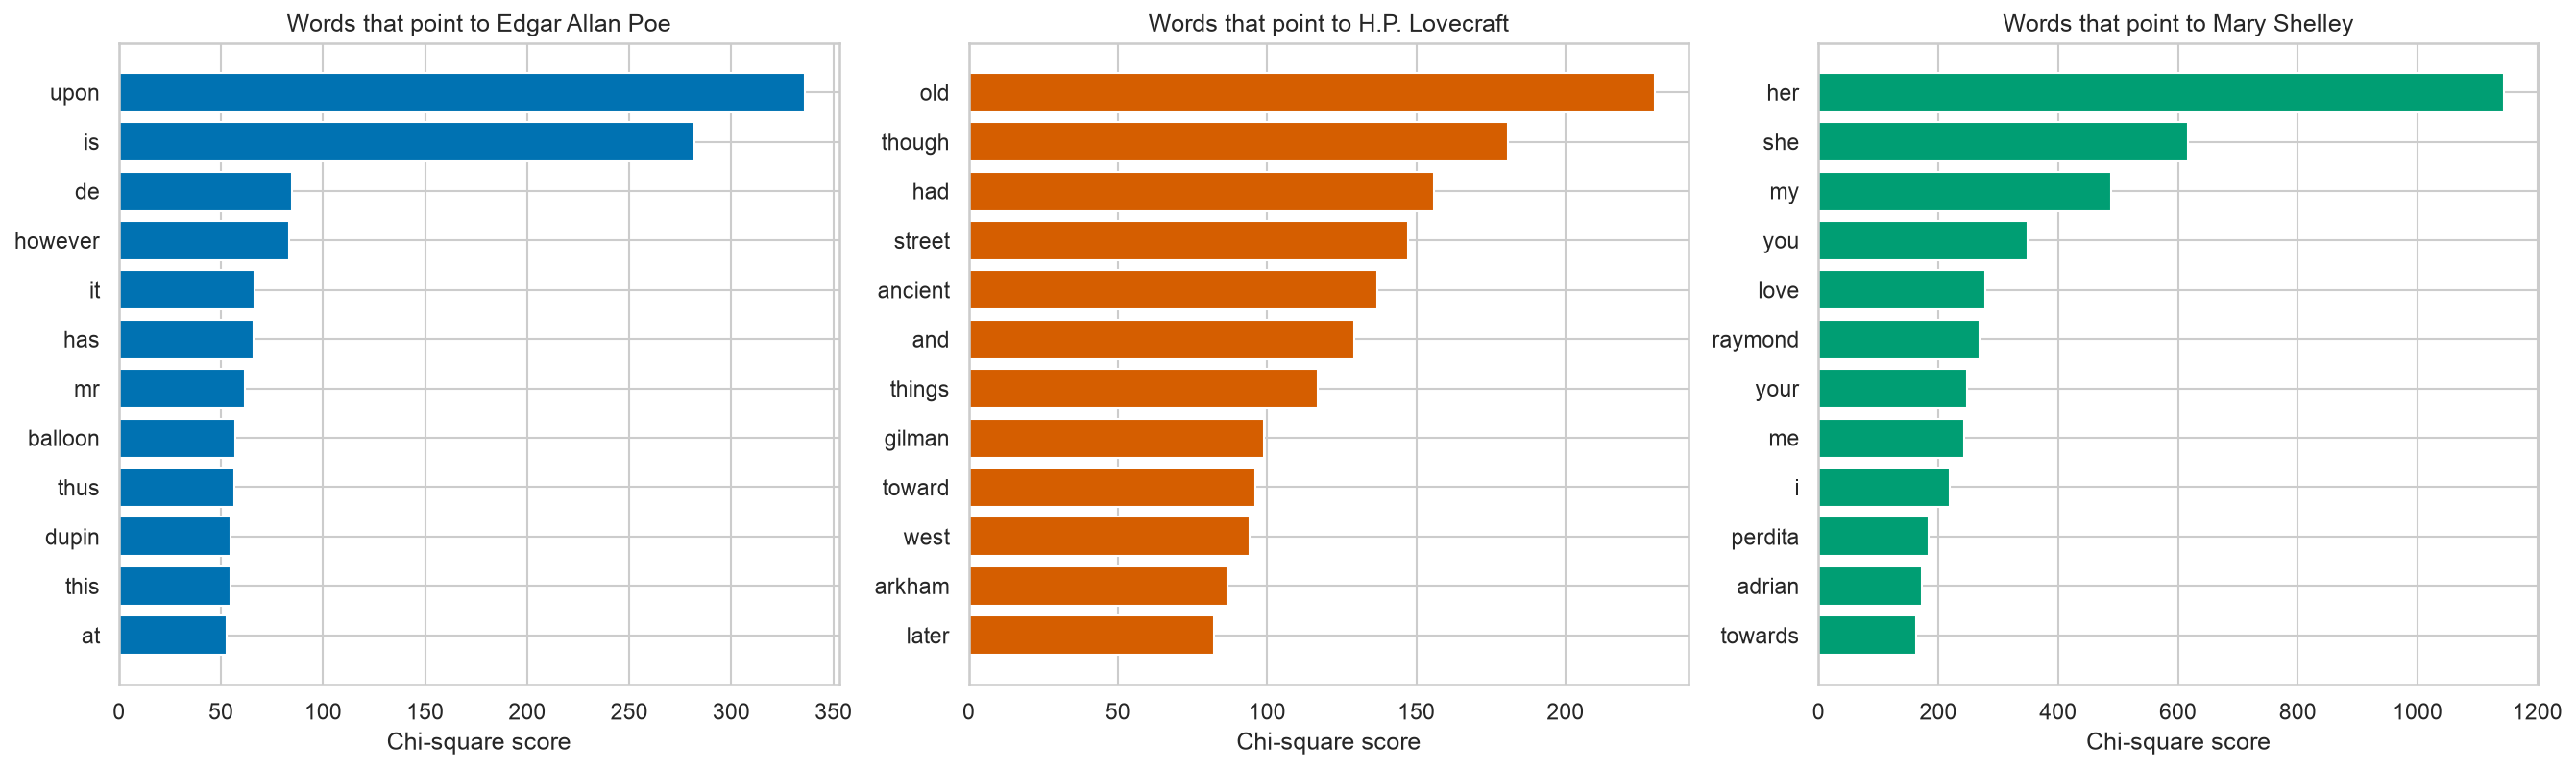 Words that point to Edgar Allan Poe
upon
is
de
however
it
has
mr
balloon
thus
dupin
this
at
0 50 100 150 200 250 300 350
Chi-square score
Words that point to H.P. Lovecraft
old
though
had
street
ancient
and
things
gilman
toward
west
arkham
later
0 50 100 150 200
Chi-square score
Words that point to Mary Shelley
her
she
my
you
love
raymond
your
me
i
perdita
adrian
towards
0 200 400 600 800 1000 1200
Chi-square score